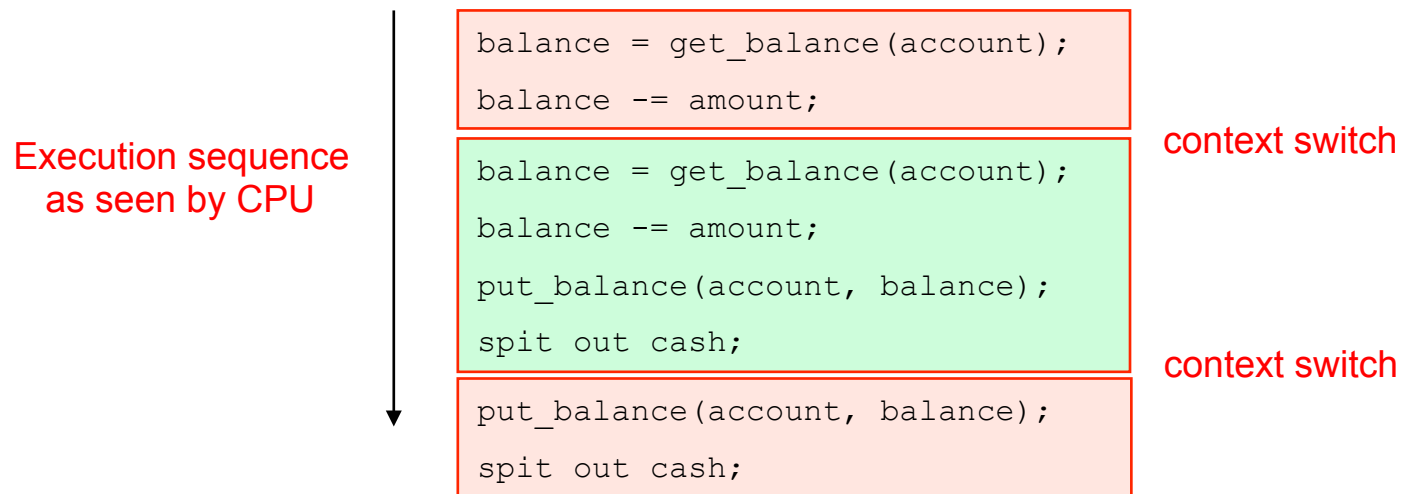 Execution sequence
as seen by CPU
balance = get_balance(account);
balance -= amount;
context switch
balance = get_balance(account);
balance -= amount;
put_balance(account, balance);
spit out cash;
context switch
put_balance(account, balance);
spit out cash;